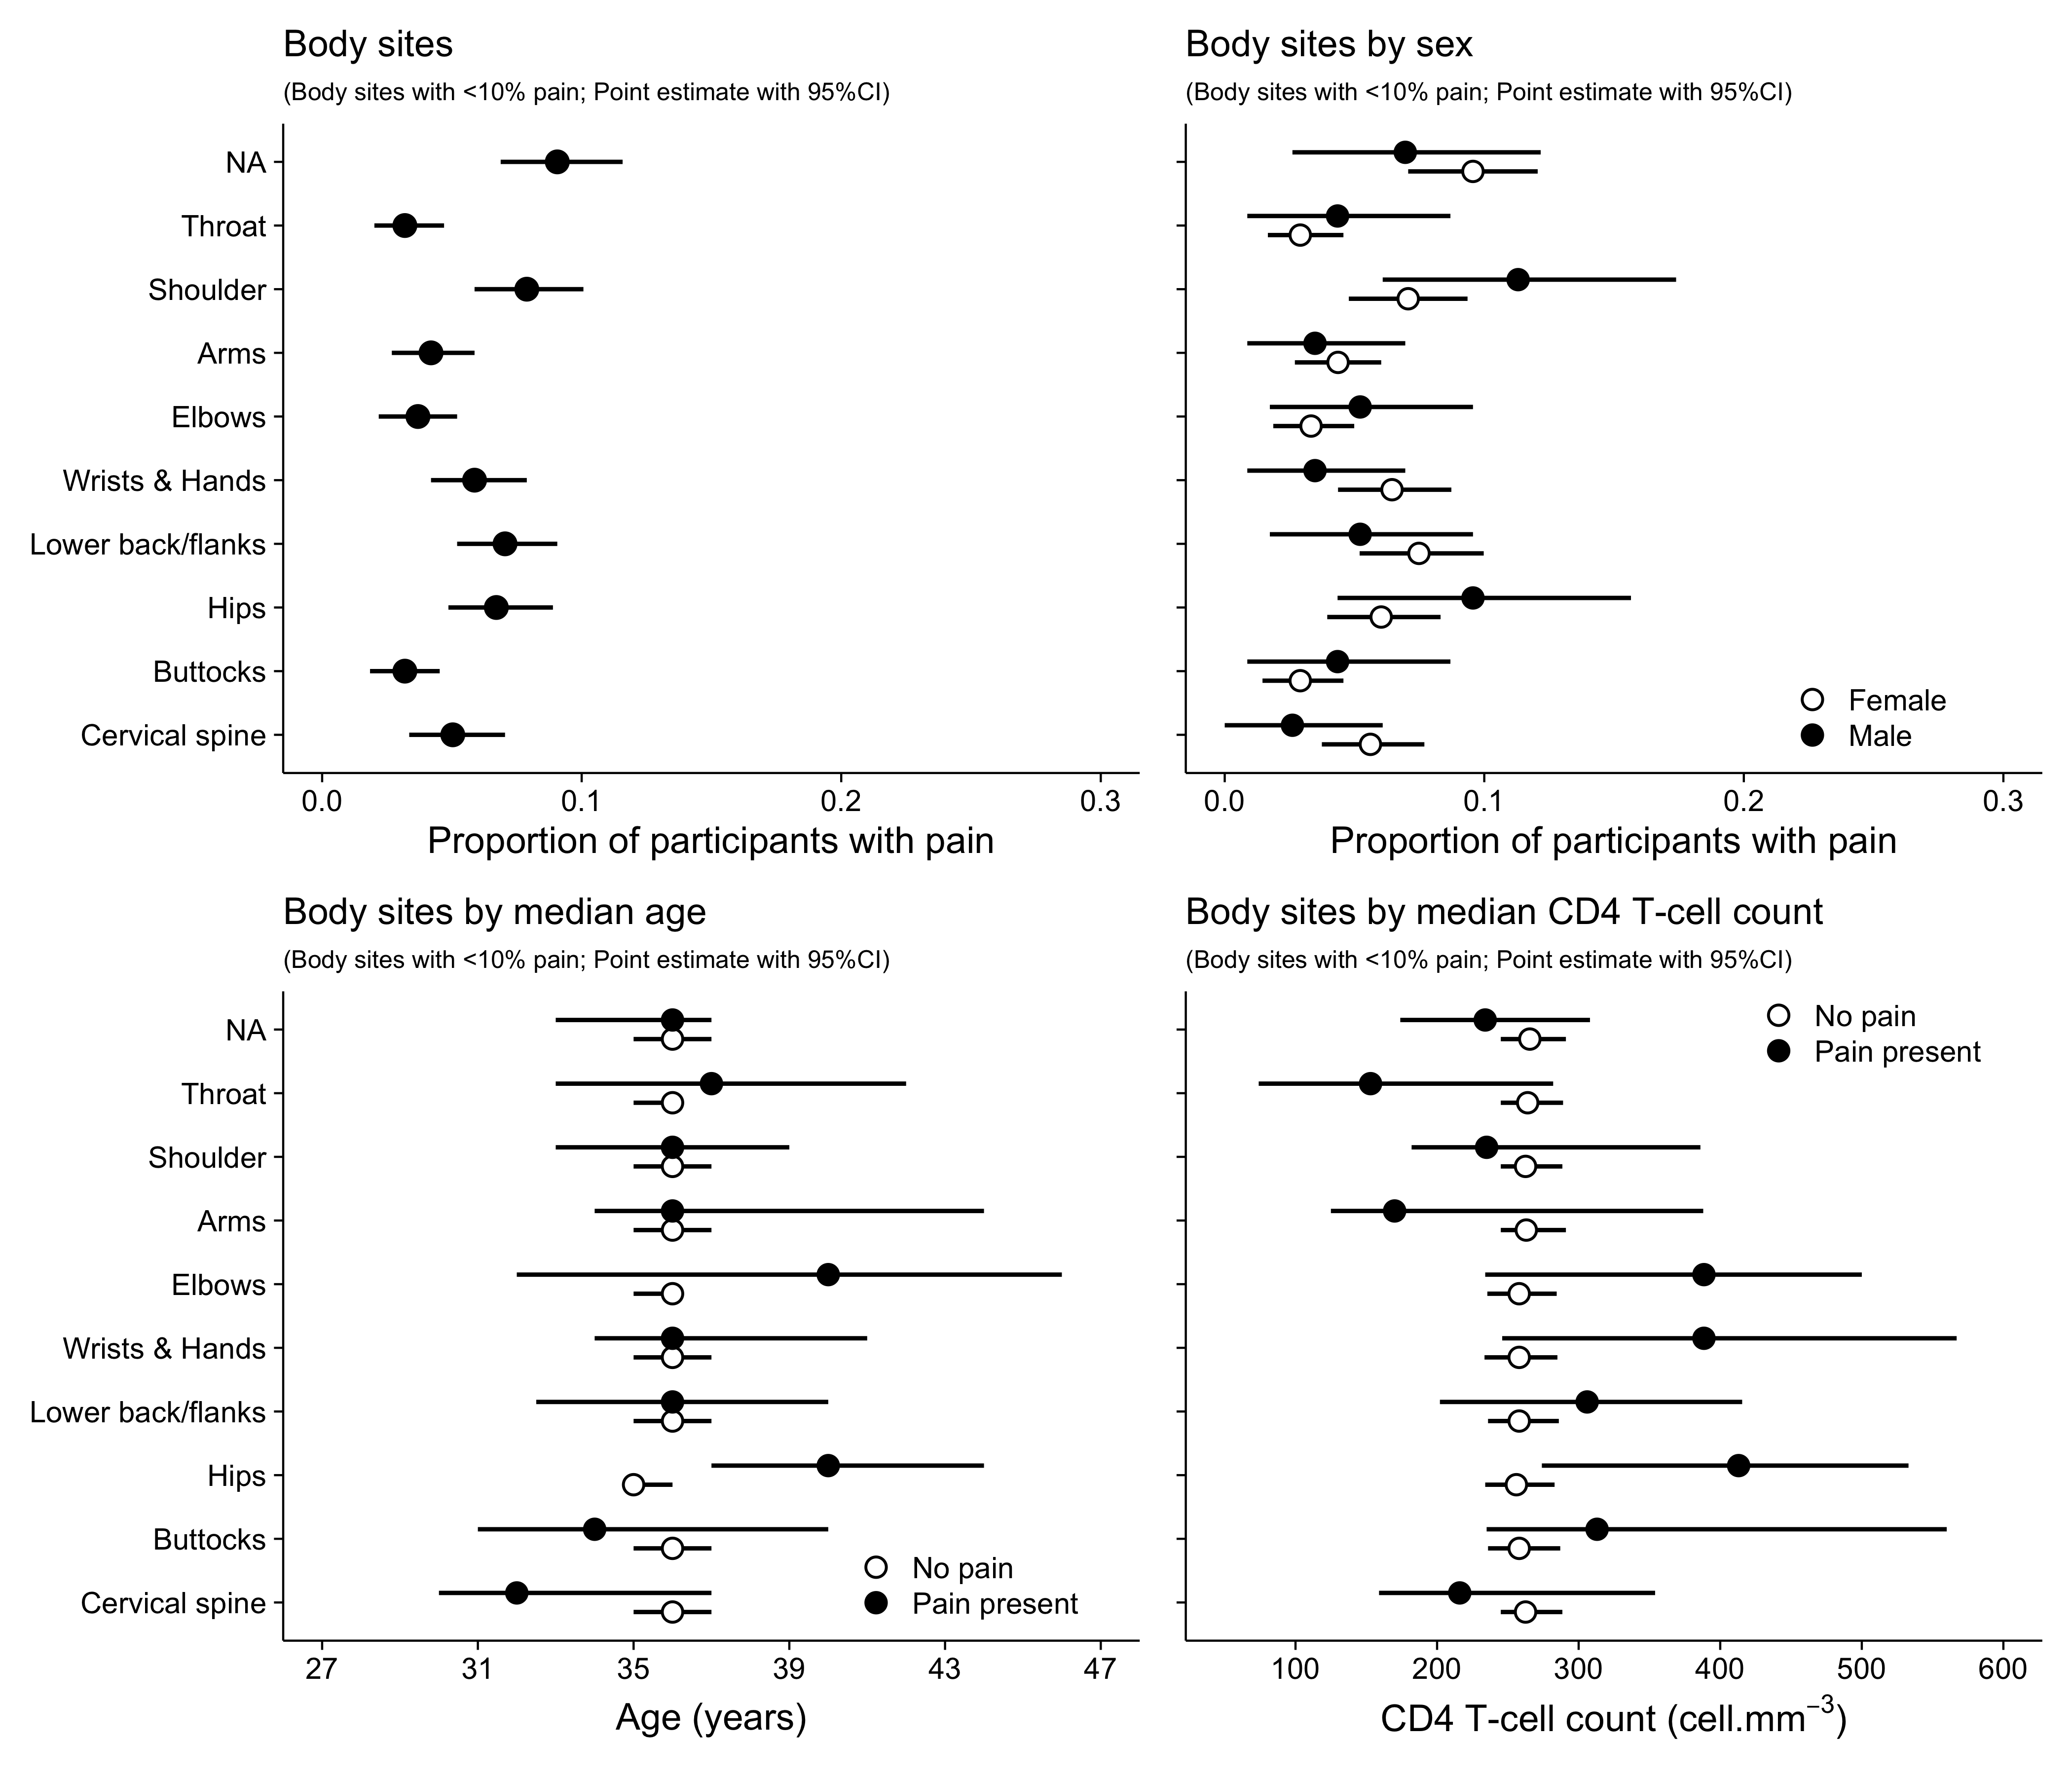 Body sites
(Body sites with <10% pain; Point estimate with 95%CI)
NA
Throat
Shoulder
Arms
Elbows
Wrists & Hands
Lower back/flanks
Hips
Buttocks
Cervical spine
0.0 0.1 0.2 0.3
Proportion of participants with pain
Body sites by sex
(Body sites with <10% pain; Point estimate with 95%CI)
Female
Male
0.0 0.1 0.2 0.3
Proportion of participants with pain
Body sites by median age
(Body sites with <10% pain; Point estimate with 95%CI)
NA
Throat
Shoulder
Arms
Elbows
Wrists & Hands
Lower back/flanks
Hips
Buttocks
Cervical spine
No pain
Pain present
27 31 35 39 43 47
Age (years)
Body sites by median CD4 T-cell count
(Body sites with <10% pain; Point estimate with 95%CI)
No pain
Pain present
100 200 300 400 500 600
CD4 T-cell count (cell.mm⁻³)